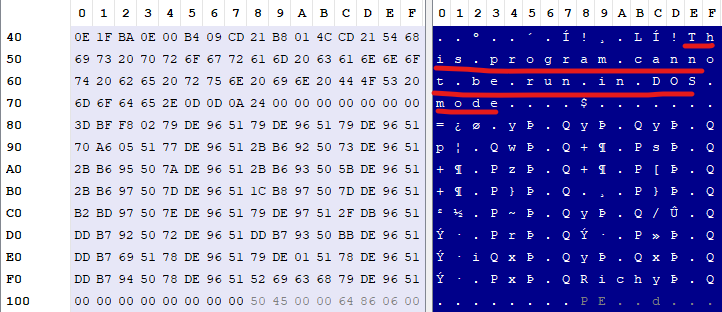 0 1 2 3 4 5 6 7 8 9 A B C D E F 0 1 2 3 4 5 6 7 8 9 A B C D E F
40 0E 1F BA 0E 00 B4 09 CD 21 B8 01 4C CD 21 54 68 . . º . . ´ . Í ! ¸ . L Í ! T h
50 69 73 20 70 72 6F 67 72 61 6D 20 63 61 6E 6E 6F i s . p r o g r a m . c a n n o
60 74 20 62 65 20 72 75 6E 20 69 6E 20 44 4F 53 20 t . b e . r u n . i n . D O S .
70 6D 6F 64 65 2E 0D 0D 0A 24 00 00 00 00 00 00 00 m o d e . . . . $ . . . . . . .
80 3D BF F8 02 79 DE 96 51 79 DE 96 51 79 DE 96 51 = ¿ ø . y Þ . Q y Þ . Q y Þ . Q
90 70 A6 05 51 77 DE 96 51 2B B6 92 50 73 DE 96 51 p ¦ . Q w Þ . Q + ¶ . P s Þ . Q
A0 2B B6 95 50 7A DE 96 51 2B B6 93 50 5B DE 96 51 + ¶ . P z Þ . Q + ¶ . P [ Þ . Q
B0 2B B6 97 50 7D DE 96 51 1C B8 97 50 7D DE 96 51 + ¶ . P } Þ . Q . ¸ . P } Þ . Q
C0 B2 BD 97 50 7E DE 96 51 79 DE 97 51 2F DB 96 51 ² ½ . P ~ Þ . Q y Þ . Q / Û . Q
D0 DD B7 92 50 72 DE 96 51 DD B7 93 50 BB DE 96 51 Ý · . P r Þ . Q Ý · . P » Þ . Q
E0 DD B7 69 51 78 DE 96 51 79 DE 01 51 78 DE 96 51 Ý · i Q x Þ . Q y Þ . Q x Þ . Q
F0 DD B7 94 50 78 DE 96 51 52 69 63 68 79 DE 96 51 Ý · . P x Þ . Q R i c h y Þ . Q
100 00 00 00 00 00 00 00 00 50 45 00 00 64 86 06 00 . . . . . . . . P E . . d . . .